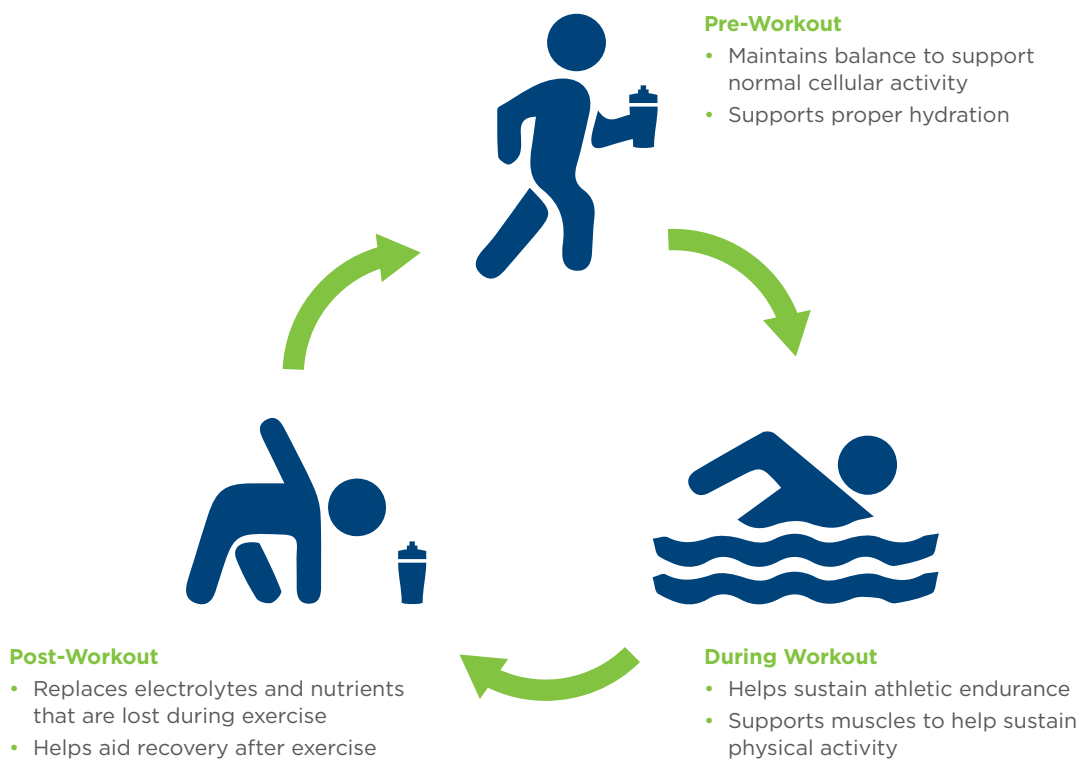 Pre-Workout
• Maintains balance to support
normal cellular activity
• Supports proper hydration
Post-Workout
• Replaces electrolytes and nutrients
that are lost during exercise
• Helps aid recovery after exercise
During Workout
• Helps sustain athletic endurance
• Supports muscles to help sustain
physical activity